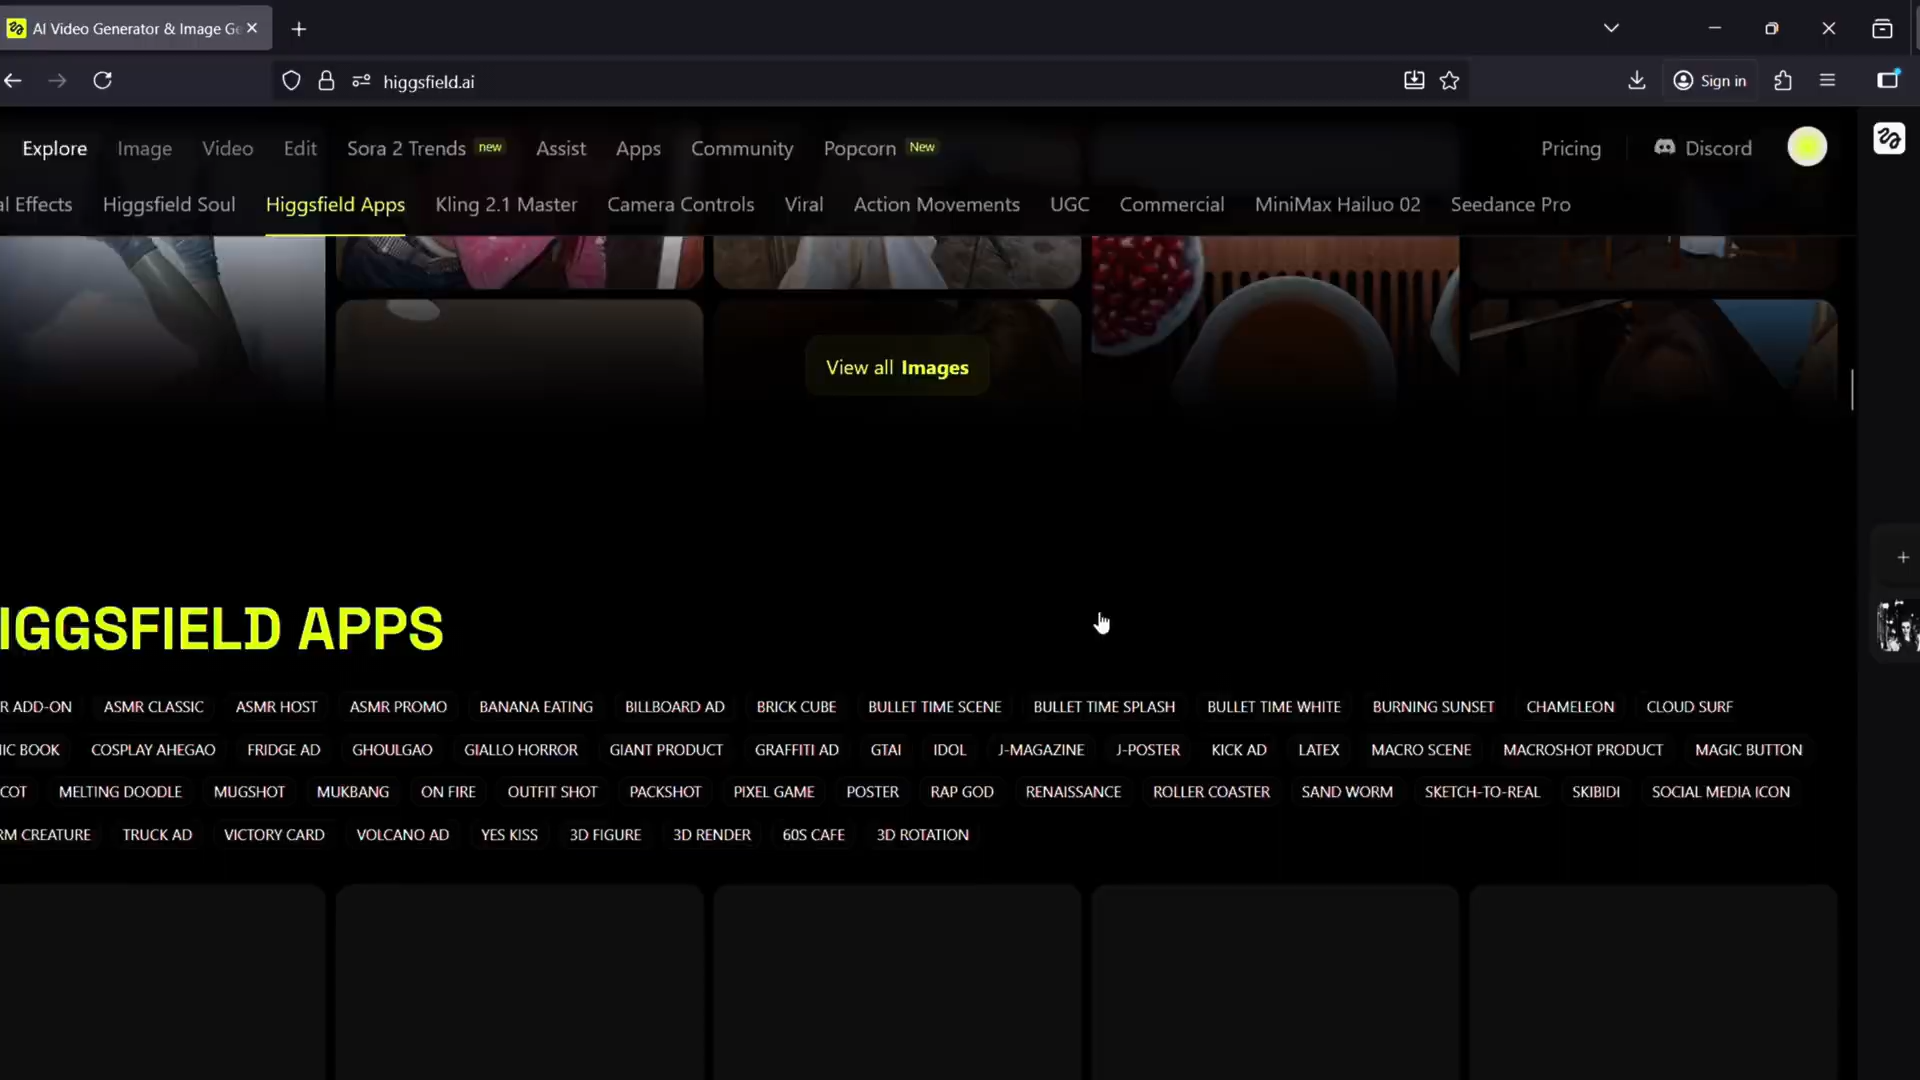 AI Video Generator & Image Ge
higgsfield.ai
Sign in
Explore Image Video Edit Sora 2 Trends new Assist Apps Community Popcorn New Pricing Discord
al Effects Higgsfield Soul Higgsfield Apps Kling 2.1 Master Camera Controls Viral Action Movements UGC Commercial MiniMax Hailuo 02 Seedance Pro
View all Images
IGGSFIELD APPS
R ADD-ON ASMR CLASSIC ASMR HOST ASMR PROMO BANANA EATING BILLBOARD AD BRICK CUBE BULLET TIME SCENE BULLET TIME SPLASH BULLET TIME WHITE BURNING SUNSET CHAMELEON CLOUD SURF
IC BOOK COSPLAY AHEGAO FRIDGE AD GHOULGAO GIALLO HORROR GIANT PRODUCT GRAFFITI AD GTAI IDOL J-MAGAZINE J-POSTER KICK AD LATEX MACRO SCENE MACROSHOT PRODUCT MAGIC BUTTON
COT MELTING DOODLE MUGSHOT MUKBANG ON FIRE OUTFIT SHOT PACKSHOT PIXEL GAME POSTER RAP GOD RENAISSANCE ROLLER COASTER SAND WORM SKETCH-TO-REAL SKIBIDI SOCIAL MEDIA ICON
RM CREATURE TRUCK AD VICTORY CARD VOLCANO AD YES KISS 3D FIGURE 3D RENDER 60S CAFE 3D ROTATION